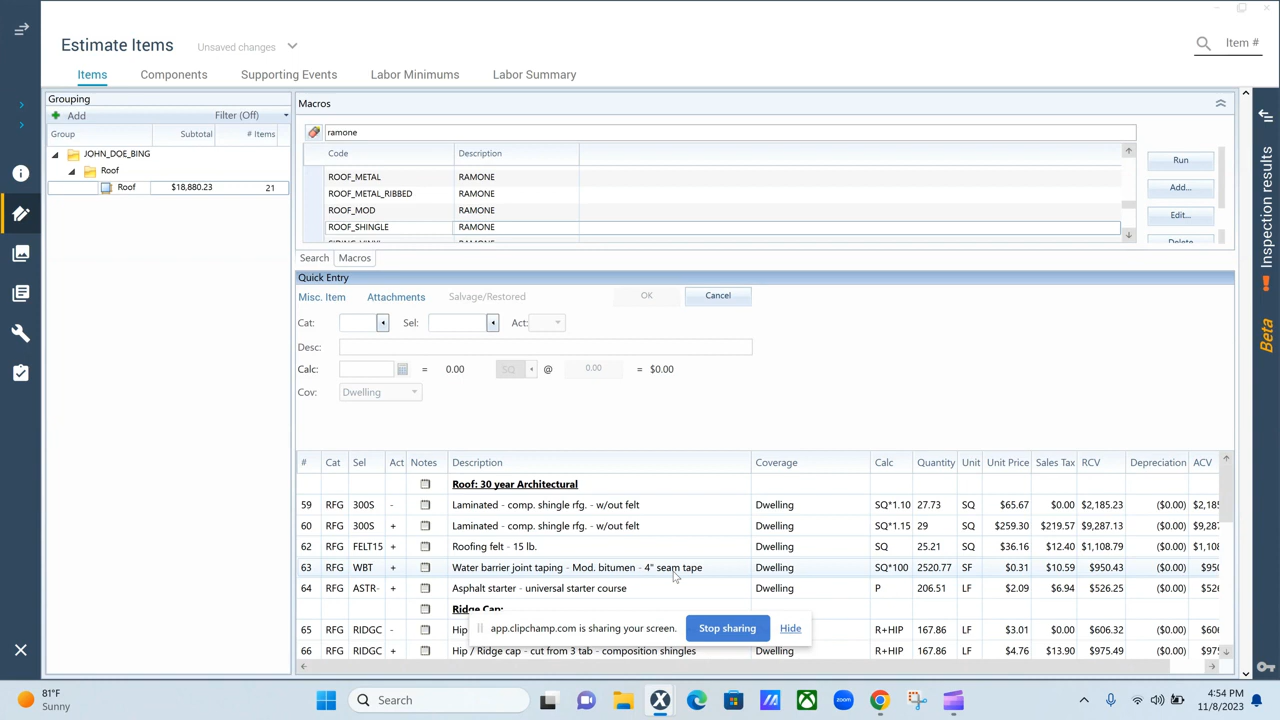 Estimate Items Unsaved changes
Item #
Items Components Supporting Events Labor Minimums Labor Summary
Grouping
Add Filter (Off)
Group Subtotal # Items
JOHN_DOE_BING
Roof
Roof $18,880.23 21
Macros
ramone
Code Description
ROOF_METAL RAMONE
ROOF_METAL_RIBBED RAMONE
ROOF_MOD RAMONE
ROOF_SHINGLE RAMONE
Run
Add...
Edit...
Search Macros
Quick Entry
Misc. Item Attachments Salvage/Restored OK Cancel
Cat: Sel: Act:
Desc:
Calc: = 0.00 SQ @ 0.00 = $0.00
Cov: Dwelling
# Cat Sel Act Notes Description Coverage Calc Quantity Unit Unit Price Sales Tax RCV Depreciation ACV
Roof: 30 year Architectural
59 RFG 300S - Laminated - comp. shingle rfg. - w/out felt Dwelling SQ*1.10 27.73 SQ $65.67 $0.00 $2,185.23 ($0.00) $2,185
60 RFG 300S + Laminated - comp. shingle rfg. - w/out felt Dwelling SQ*1.15 29 SQ $259.30 $219.57 $9,287.13 ($0.00) $9,287
62 RFG FELT15 + Roofing felt - 15 lb. Dwelling SQ 25.21 SQ $36.16 $12.40 $1,108.79 ($0.00) $1,108
63 RFG WBT + Water barrier joint taping - Mod. bitumen - 4" seam tape Dwelling SQ*100 2520.77 SF $0.31 $10.59 $950.43 ($0.00) $950
64 RFG ASTR- + Asphalt starter - universal starter course Dwelling P 206.51 LF $2.09 $6.94 $526.25 ($0.00) $526
Ridge Cap:
65 RFG RIDGC - Hip Dwelling R+HIP 167.86 LF $3.01 $0.00 $606.32 ($0.00) $606
66 RFG RIDGC + Hip / Ridge cap - cut from 3 tab - composition shingles Dwelling R+HIP 167.86 LF $4.76 $13.90 $975.49 ($0.00) $975
app.clipchamp.com is sharing your screen. Stop sharing Hide
Inspection results
Beta
81°F
Sunny
Search
zoom
4:54 PM
11/8/2023